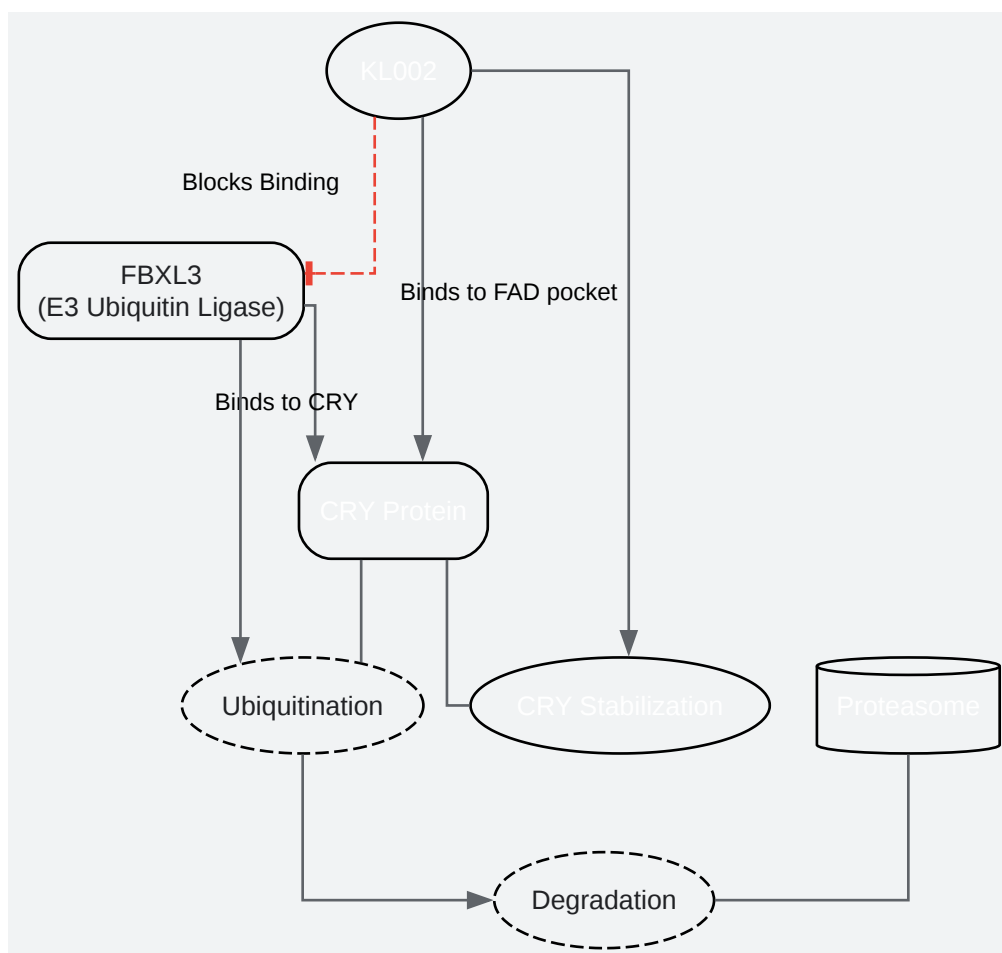 KL002
Blocks Binding
FBXL3
(E3 Ubiquitin Ligase)
Binds to FAD pocket
Binds to CRY
CRY Protein
Ubiquitination
CRY Stabilization
Proteasome
Degradation